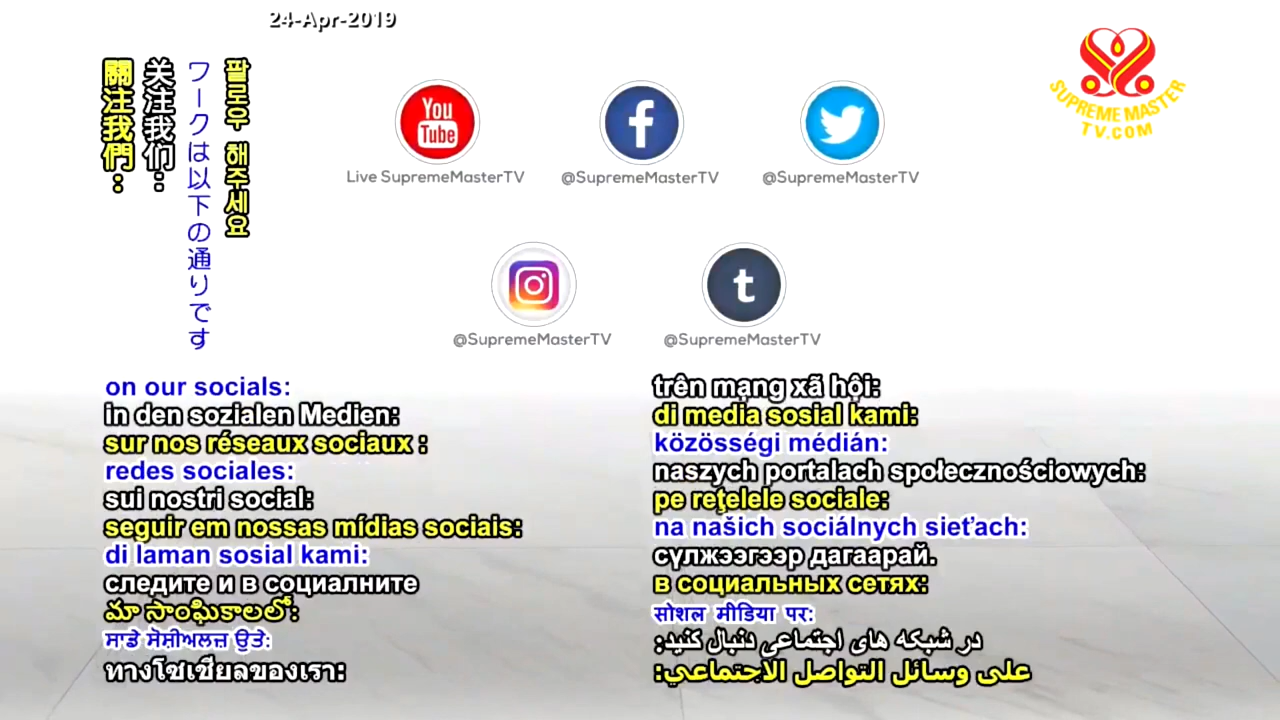 24-Apr-2019
關注我們：
关注我们：
ワークは以下の通りです
팔로우 해주세요
You
Tube
Live SupremeMasterTV
@SupremeMasterTV
@SupremeMasterTV
SUPREME MASTER
TV.COM
@SupremeMasterTV
@SupremeMasterTV
on our socials:
in den sozialen Medien:
sur nos réseaux sociaux :
redes sociales:
sui nostri social:
seguir em nossas mídias sociais:
di laman sosial kami:
следите и в социалните
మా సాంఘికాలలో:
ਸਾਡੇ ਸੋਸ਼ੀਅਲਜ਼ ਉਤੇ:
ทางโซเชียลของเรา:
trên mạng xã hội:
di media sosial kami:
közösségi médián:
naszych portalach społecznościowych:
pe reţelele sociale:
na našich sociálnych sieťach:
сүлжээгээр дагаарай.
в социальных сетях:
सोशल मीडिया पर:
در شبکه های اجتماعی دنبال کنید:
على وسائل التواصل الاجتماعي: